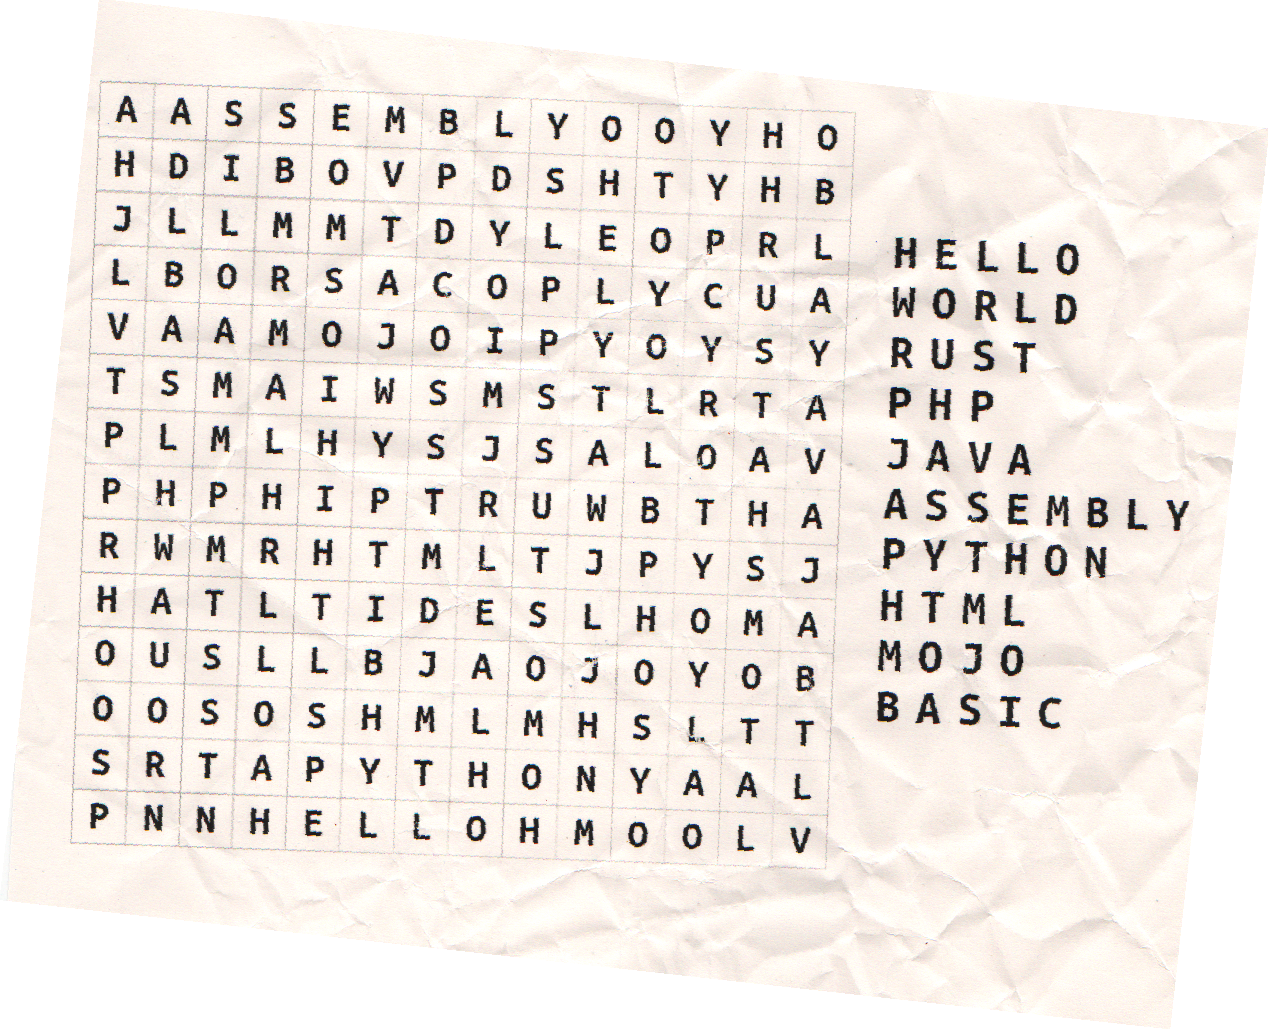 A A S S E M B L Y O O Y H O
H D I B O V P D S H T Y H B
J L L M M T D Y L E O P R L
L B O R S A C O P L Y C U A
V A A M O J O I P Y O Y S Y
T S M A I W S M S T L R T A
P L M L H Y S J S A L O A V
P H P H I P T R U W B T H A
R W M R H T M L T J P Y S J
H A T L T I D E S L H O M A
O U S L L B J A O J O Y O B
O O S O S H M L M H S L T T
S R T A P Y T H O N Y A A L
P N N H E L L O H M O O L V
HELLO
WORLD
RUST
PHP
JAVA
ASSEMBLY
PYTHON
HTML
MOJO
BASIC